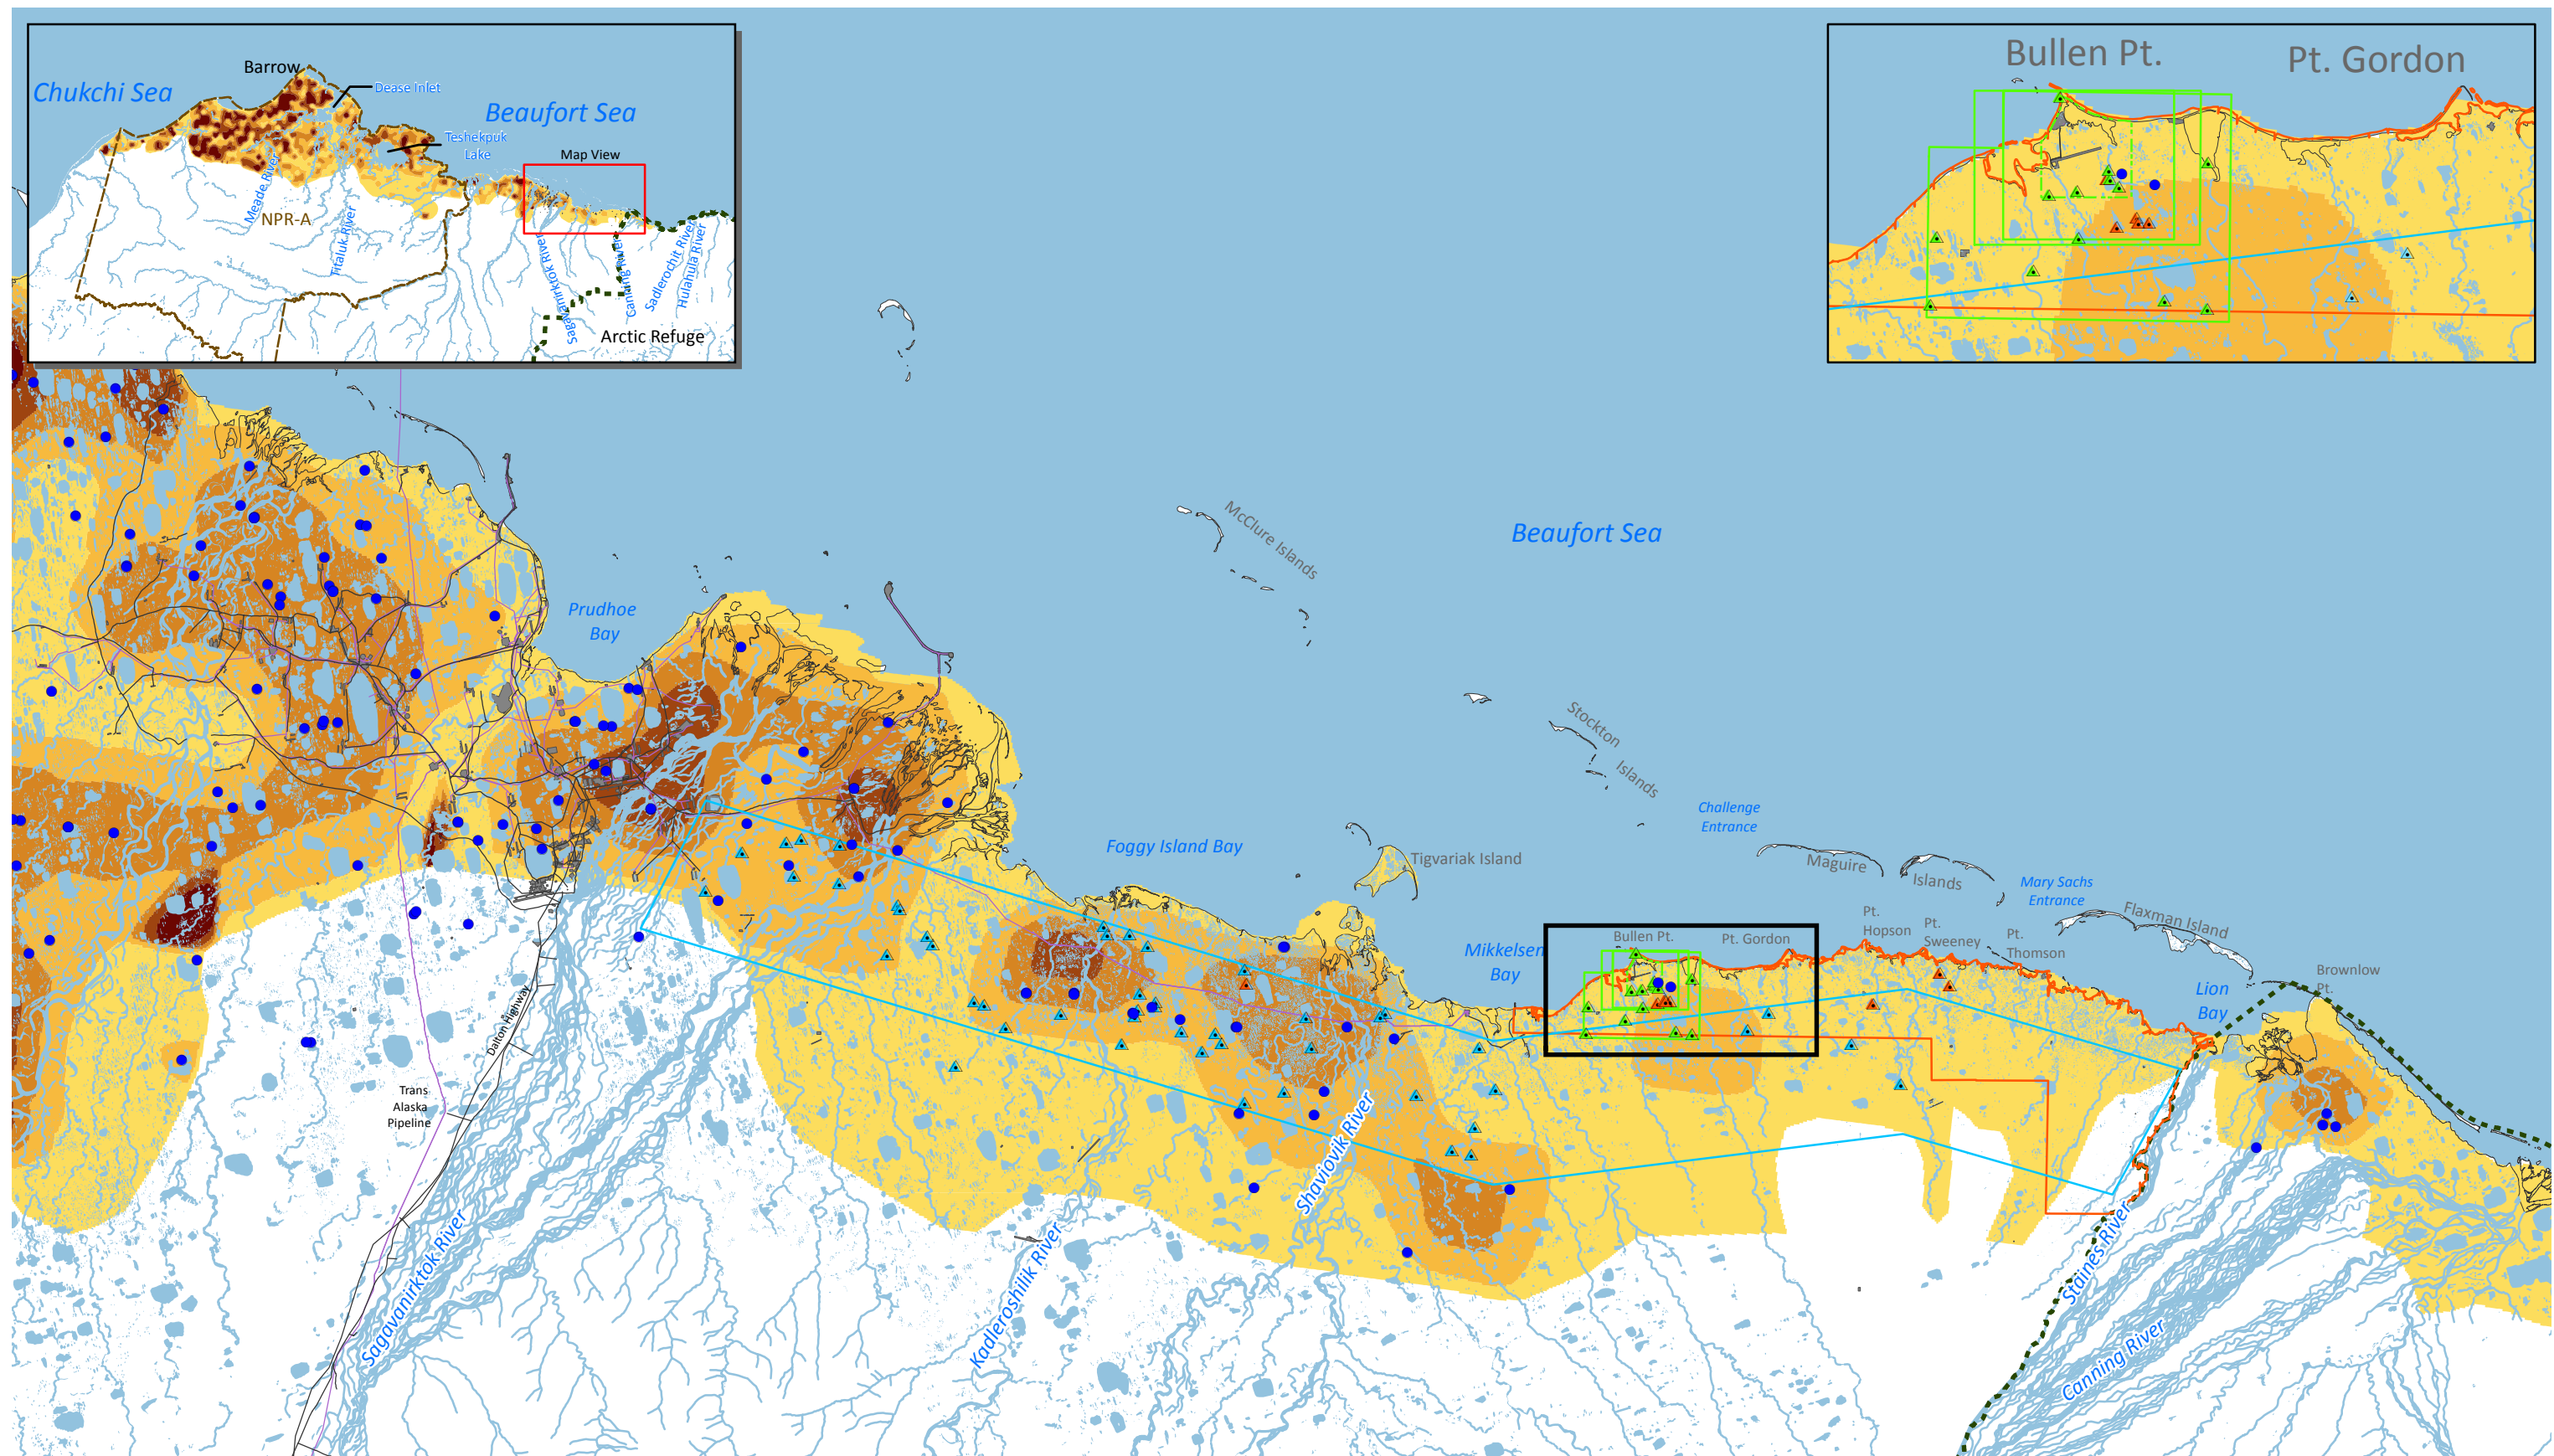 Chukchi Sea
Barrow
Dease Inlet
Beaufort Sea
Teshekpuk
Lake
Map View
Meade River
NPR-A
Titaluk River
Sagavanirktok River
Canning River
Sadlerochit River
Hulahula River
Arctic Refuge
Bullen Pt.
Pt. Gordon
McClure Islands
Beaufort Sea
Prudhoe
Bay
Stockton
Islands
Challenge
Entrance
Foggy Island Bay
Tigvariak Island
Maguire
Islands
Mary Sachs
Entrance
Flaxman Island
Mikkelsen
Bay
Bullen Pt.
Pt. Gordon
Pt.
Hopson
Pt.
Sweeney
Pt.
Thomson
Brownlow
Pt.
Lion
Bay
Dalton Highway
Trans
Alaska
Pipeline
Sagavanirktok River
Kadleroshilik River
Shaviovik River
Staines River
Canning River